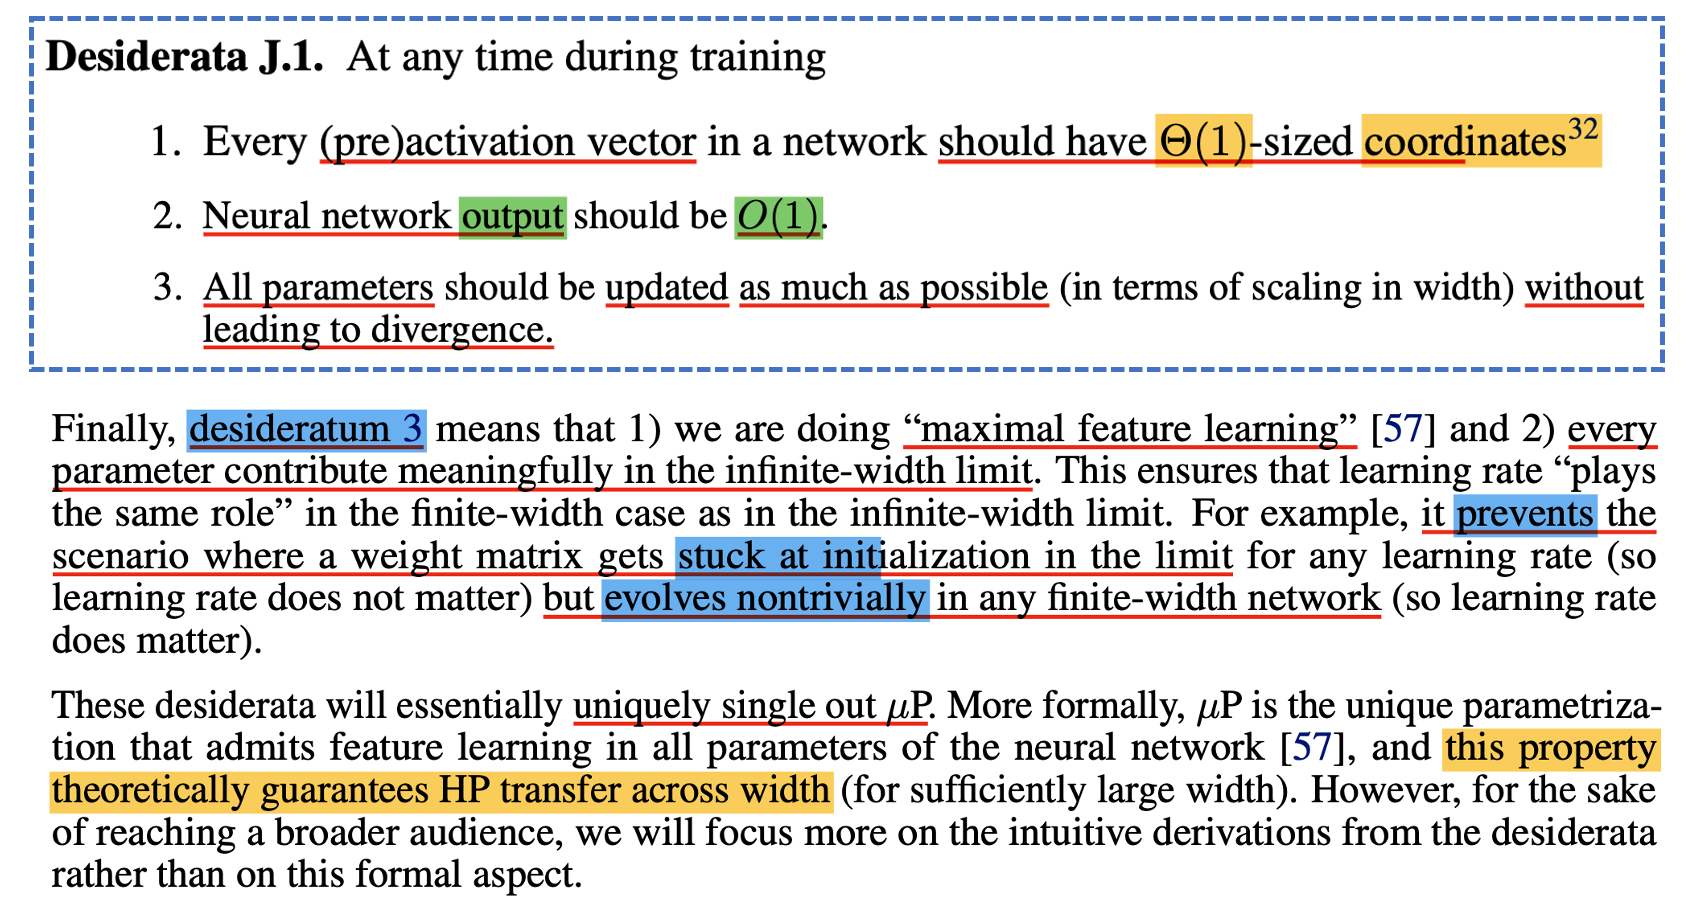 Desiderata J.1. At any time during training
1. Every (pre)activation vector in a network should have Θ(1)-sized coordinates³²
2. Neural network output should be O(1).
3. All parameters should be updated as much as possible (in terms of scaling in width) without
leading to divergence.
Finally, desideratum 3 means that 1) we are doing “maximal feature learning” [57] and 2) every
parameter contribute meaningfully in the infinite-width limit. This ensures that learning rate “plays
the same role” in the finite-width case as in the infinite-width limit. For example, it prevents the
scenario where a weight matrix gets stuck at initialization in the limit for any learning rate (so
learning rate does not matter) but evolves nontrivially in any finite-width network (so learning rate
does matter).
These desiderata will essentially uniquely single out μP. More formally, μP is the unique parametriza-
tion that admits feature learning in all parameters of the neural network [57], and this property
theoretically guarantees HP transfer across width (for sufficiently large width). However, for the sake
of reaching a broader audience, we will focus more on the intuitive derivations from the desiderata
rather than on this formal aspect.